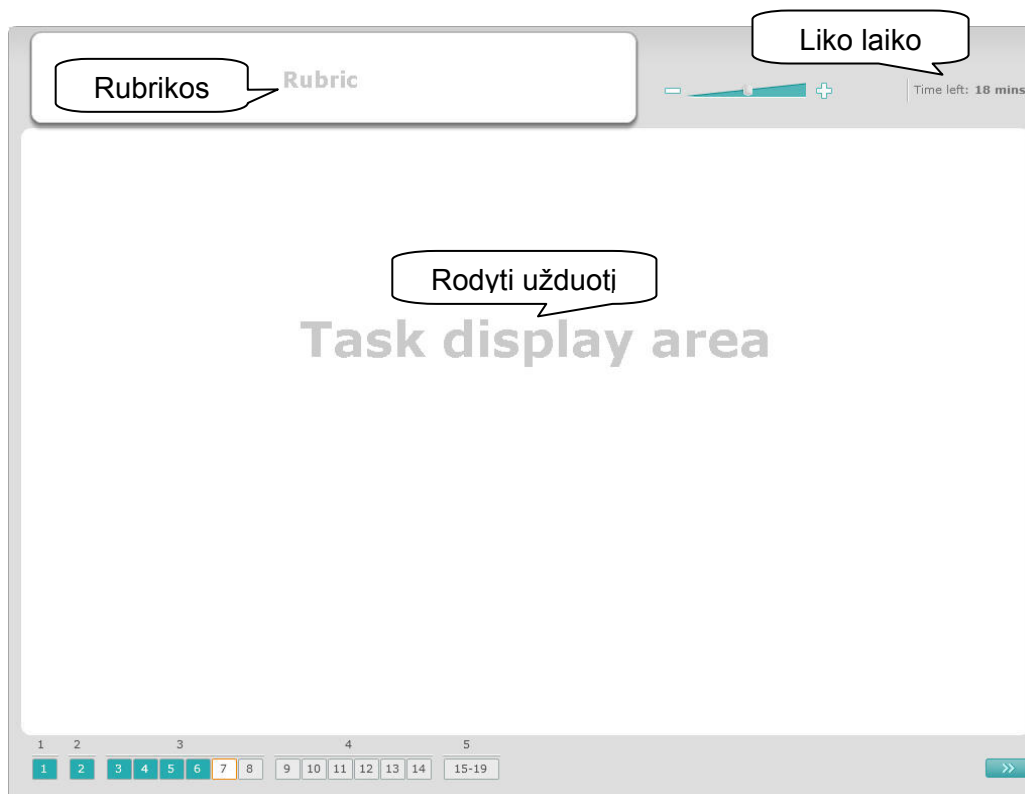 Liko laiko
Rubrikos
Rubric
Time left: 18 mins
Rodyti užduotį
Task display area
1 2 3 4 5
1 2 3 4 5 6 7 8 9 10 11 12 13 14 15-19